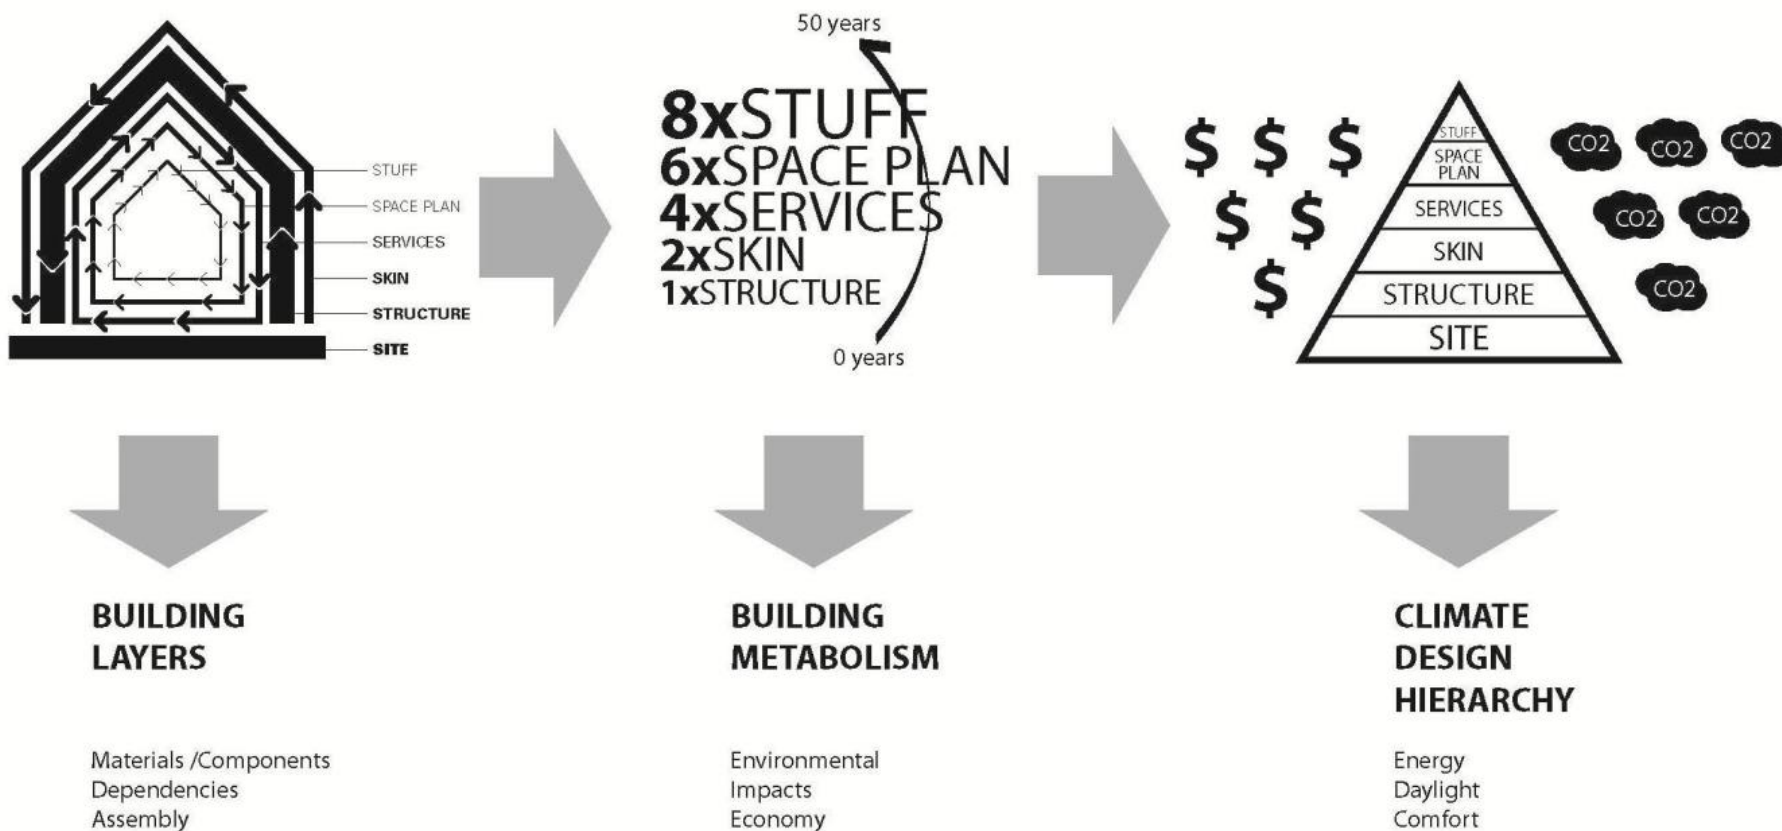 STUFF
SPACE PLAN
SERVICES
SKIN
STRUCTURE
SITE
50 years
8xSTUFF
6xSPACE PLAN
4xSERVICES
2xSKIN
1xSTRUCTURE
0 years
$ $ $
$ $
$
STUFF
SPACE
PLAN
SERVICES
SKIN
STRUCTURE
SITE
CO2 CO2 CO2
CO2 CO2
CO2
BUILDING
LAYERS
Materials /Components
Dependencies
Assembly
BUILDING
METABOLISM
Environmental
Impacts
Economy
CLIMATE
DESIGN
HIERARCHY
Energy
Daylight
Comfort